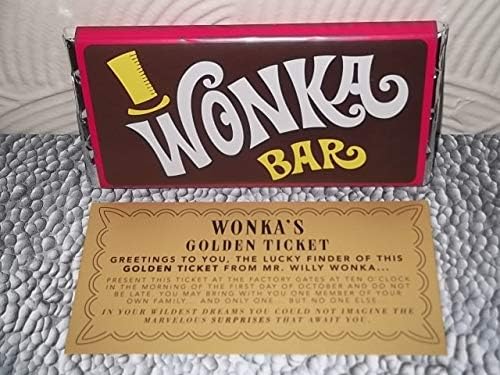 WONKA
BAR
WONKA'S
GOLDEN TICKET
GREETINGS TO YOU, THE LUCKY FINDER OF THIS
GOLDEN TICKET FROM MR. WILLY WONKA...
PRESENT THIS TICKET AT THE FACTORY GATES AT TEN O'CLOCK
IN THE MORNING OF THE FIRST DAY OF OCTOBER AND DO NOT
BE LATE. YOU MAY BRING WITH YOU ONE MEMBER OF YOUR
OWN FAMILY... AND ONLY ONE... BUT NO ONE ELSE...
IN YOUR WILDEST DREAMS YOU COULD NOT IMAGINE THE
MARVELOUS SURPRISES THAT AWAIT YOU.